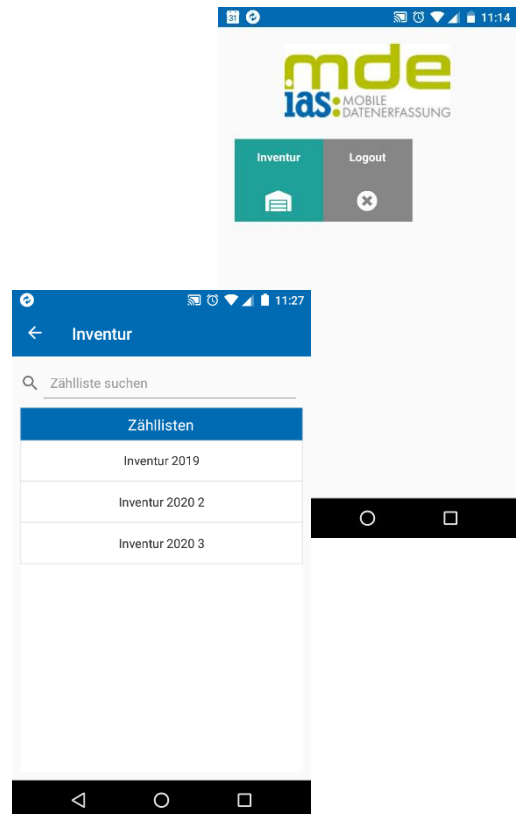 31
11:14
mde
ias:
MOBILE
DATENERFASSUNG
Inventur
Logout
11:27
Inventur
Zählliste suchen
Zähllisten
Inventur 2019
Inventur 2020 2
Inventur 2020 3